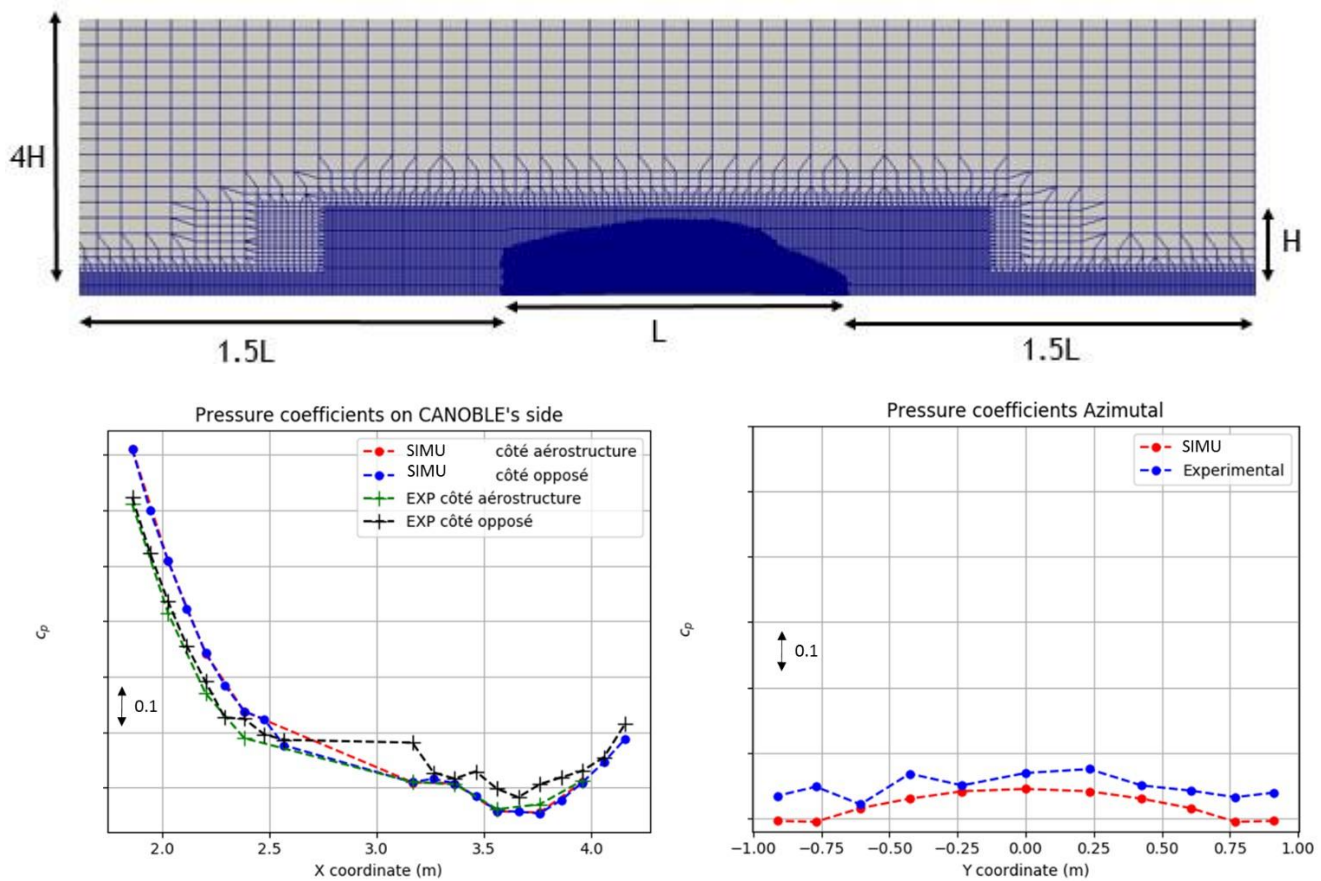 4H
H
L
1.5L
1.5L
Pressure coefficients on CANOBLE's side
SIMU côté aérostructure
SIMU côté opposé
EXP côté aérostructure
EXP côté opposé
cp
0.1
2.0 2.5 3.0 3.5 4.0
X coordinate (m)
Pressure coefficients Azimutal
SIMU
Experimental
cp
0.1
−1.00 −0.75 −0.50 −0.25 0.00 0.25 0.50 0.75 1.00
Y coordinate (m)